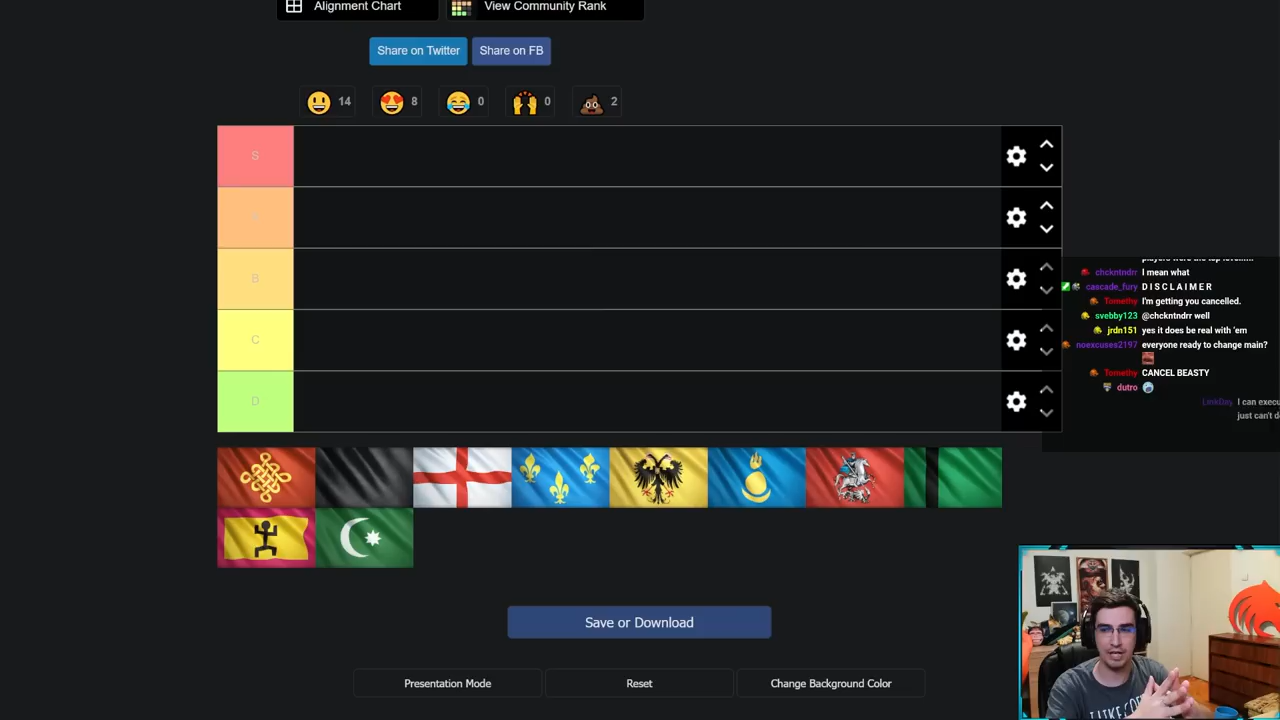 Alignment Chart
View Community Rank
Share on Twitter
Share on FB
14
8
0
0
2
S
B
C
D
chckntndrr I mean what
cascade_fury D I S C L A I M E R
Tomethy I'm getting you cancelled.
svebby123 @chckntndrr well
jrdn151 yes it does be real with 'em
noexcuses2197 everyone ready to change main?
Tomethy CANCEL BEASTY
dutro
I can execu
just can't d
Save or Download
Presentation Mode
Reset
Change Background Color